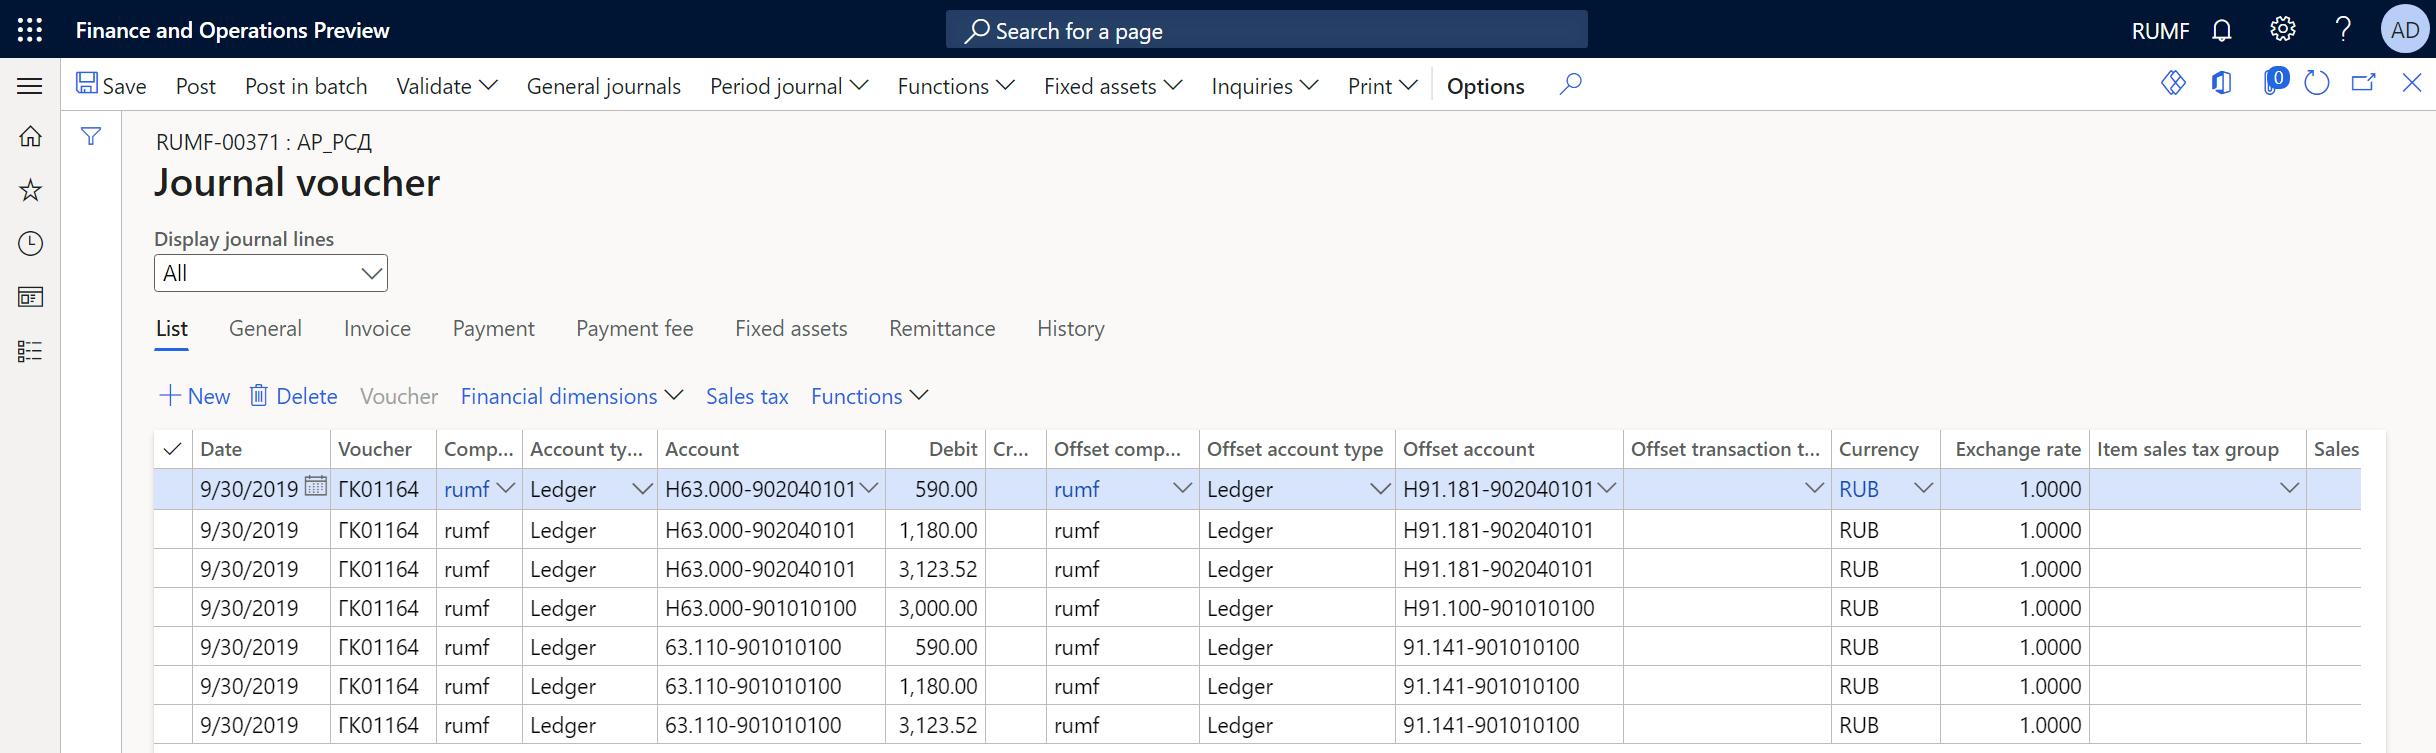 Finance and Operations Preview Search for a page RUMF ? AD
Save Post Post in batch Validate General journals Period journal Functions Fixed assets Inquiries Print Options 0
RUMF-00371 : АР_РСД
Journal voucher
Display journal lines
All
List General Invoice Payment Payment fee Fixed assets Remittance History
New Delete Voucher Financial dimensions Sales tax Functions
Date Voucher Comp... Account ty... Account Debit Cr... Offset comp... Offset account type Offset account Offset transaction t... Currency Exchange rate Item sales tax group Sales
9/30/2019 ГК01164 rumf Ledger Н63.000-902040101 590.00 rumf Ledger Н91.181-902040101 RUB 1.0000
9/30/2019 ГК01164 rumf Ledger Н63.000-902040101 1,180.00 rumf Ledger Н91.181-902040101 RUB 1.0000
9/30/2019 ГК01164 rumf Ledger Н63.000-902040101 3,123.52 rumf Ledger Н91.181-902040101 RUB 1.0000
9/30/2019 ГК01164 rumf Ledger Н63.000-901010100 3,000.00 rumf Ledger Н91.100-901010100 RUB 1.0000
9/30/2019 ГК01164 rumf Ledger 63.110-901010100 590.00 rumf Ledger 91.141-901010100 RUB 1.0000
9/30/2019 ГК01164 rumf Ledger 63.110-901010100 1,180.00 rumf Ledger 91.141-901010100 RUB 1.0000
9/30/2019 ГК01164 rumf Ledger 63.110-901010100 3,123.52 rumf Ledger 91.141-901010100 RUB 1.0000